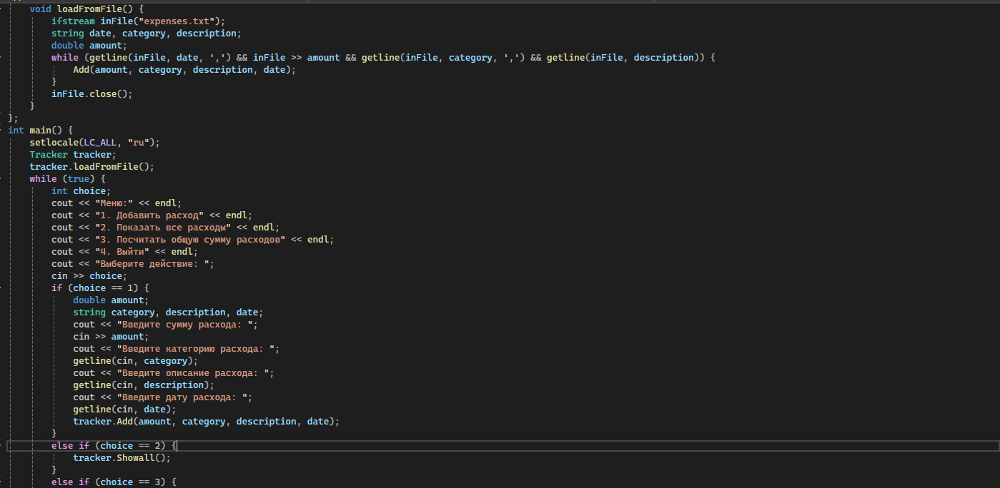 void loadFromFile() {
ifstream inFile("expenses.txt");
string date, category, description;
double amount;
while (getline(inFile, date, ',') && inFile >> amount && getline(inFile, category, ',') && getline(inFile, description)) {
Add(amount, category, description, date);
}
inFile.close();
}
};
int main() {
setlocale(LC_ALL, "ru");
Tracker tracker;
tracker.loadFromFile();
while (true) {
int choice;
cout << "Меню:" << endl;
cout << "1. Добавить расход" << endl;
cout << "2. Показать все расходы" << endl;
cout << "3. Посчитать общую сумму расходов" << endl;
cout << "4. Выйти" << endl;
cout << "Выберите действие: ";
cin >> choice;
if (choice == 1) {
double amount;
string category, description, date;
cout << "Введите сумму расхода: ";
cin >> amount;
cout << "Введите категорию расхода: ";
getline(cin, category);
cout << "Введите описание расхода: ";
getline(cin, description);
cout << "Введите дату расхода: ";
getline(cin, date);
tracker.Add(amount, category, description, date);
}
else if (choice == 2) {
tracker.Showall();
}
else if (choice == 3) {